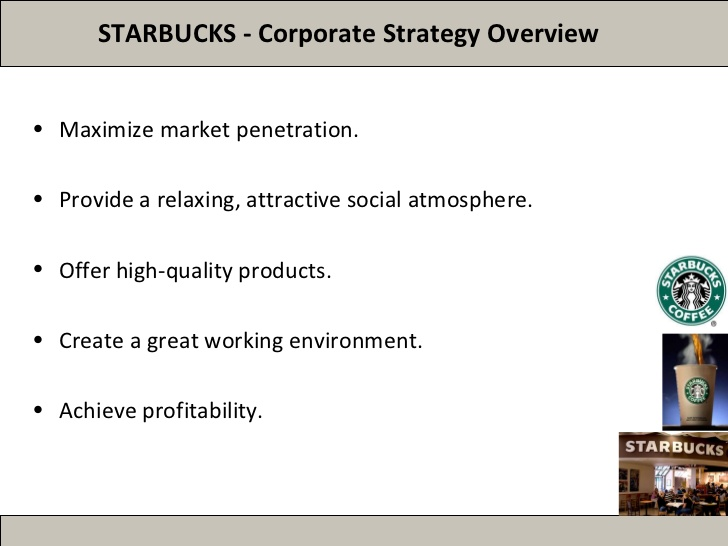 STARBUCKS - Corporate Strategy Overview
• Maximize market penetration.
• Provide a relaxing, attractive social atmosphere.
• Offer high-quality products.
• Create a great working environment.
• Achieve profitability.
STARBUCKS
COFFEE
®
STARBUCKS